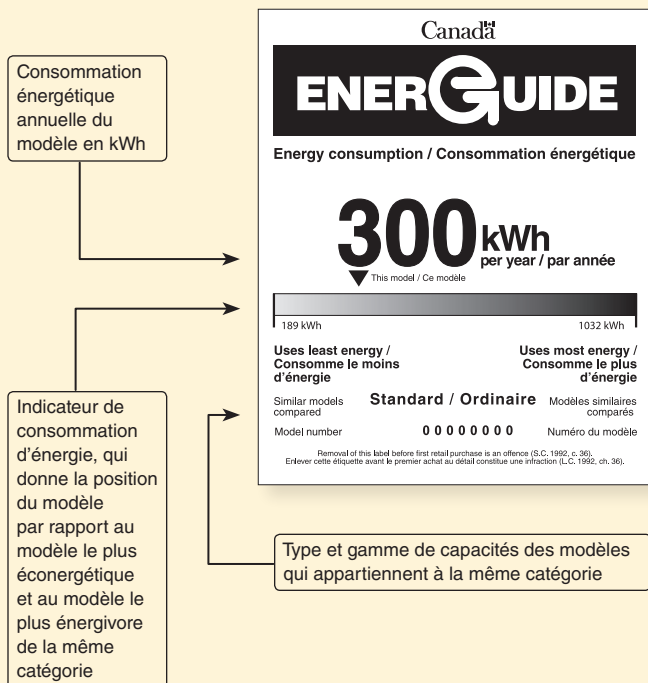 Canada
ENERGUIDE
Energy consumption / Consommation énergétique
300 kWh
per year / par année
This model / Ce modèle
189 kWh 1032 kWh
Uses least energy / Uses most energy /
Consomme le moins Consomme le plus
d'énergie d'énergie
Similar models Standard / Ordinaire Modèles similaires
compared comparés
Model number 00000000 Numéro du modèle
Removal of this label before first retail purchase is an offence (S.C. 1992, c. 36).
Enlever cette étiquette avant le premier achat au détail constitue une infraction (L.C. 1992, ch. 36).
Consommation
énergétique
annuelle du
modèle en kWh
Indicateur de
consommation
d'énergie, qui
donne la position
du modèle
par rapport au
modèle le plus
éconergétique
et au modèle le
plus énergivore
de la même
catégorie
Type et gamme de capacités des modèles
qui appartiennent à la même catégorie